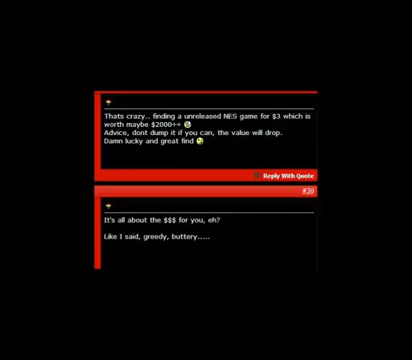 Thats crazy.. finding a unreleased NES game for $3 which is
worth maybe $2000++
Advice, dont dump it if you can, the value will drop.
Damn lucky and great find
Reply With Quote
#30
It's all about the $$$ for you, eh?
Like I said, greedy, buttery.....